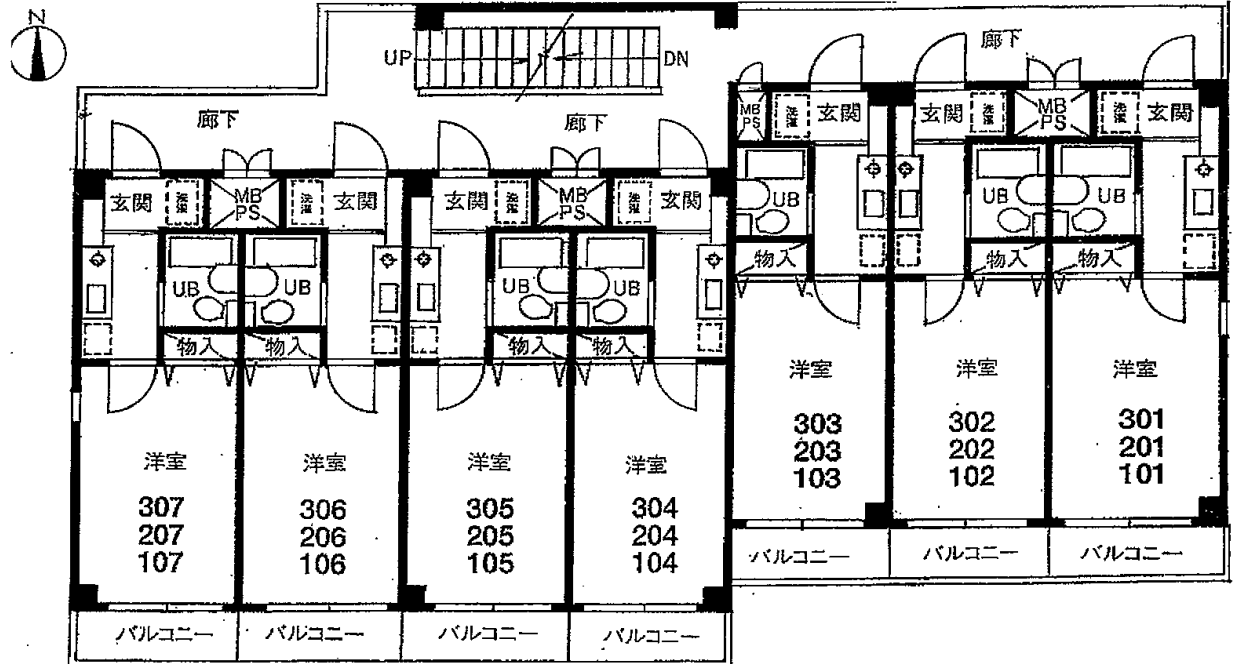 N
UP
DN
廊下
廊下
廊下
MB
PS
洗濯
玄関
玄関
洗濯
MB
PS
洗濯
玄関
UB
UB
UB
物入
物入
物入
玄関
洗濯
MB
PS
洗濯
玄関
玄関
洗濯
MB
PS
洗濯
玄関
UB
UB
UB
UB
物入
物入
物入
物入
洋室
303
203
103
洋室
302
202
102
洋室
301
201
101
洋室
307
207
107
洋室
306
206
106
洋室
305
205
105
洋室
304
204
104
バルコニー
バルコニー
バルコニー
バルコニー
バルコニー
バルコニー
バルコニー